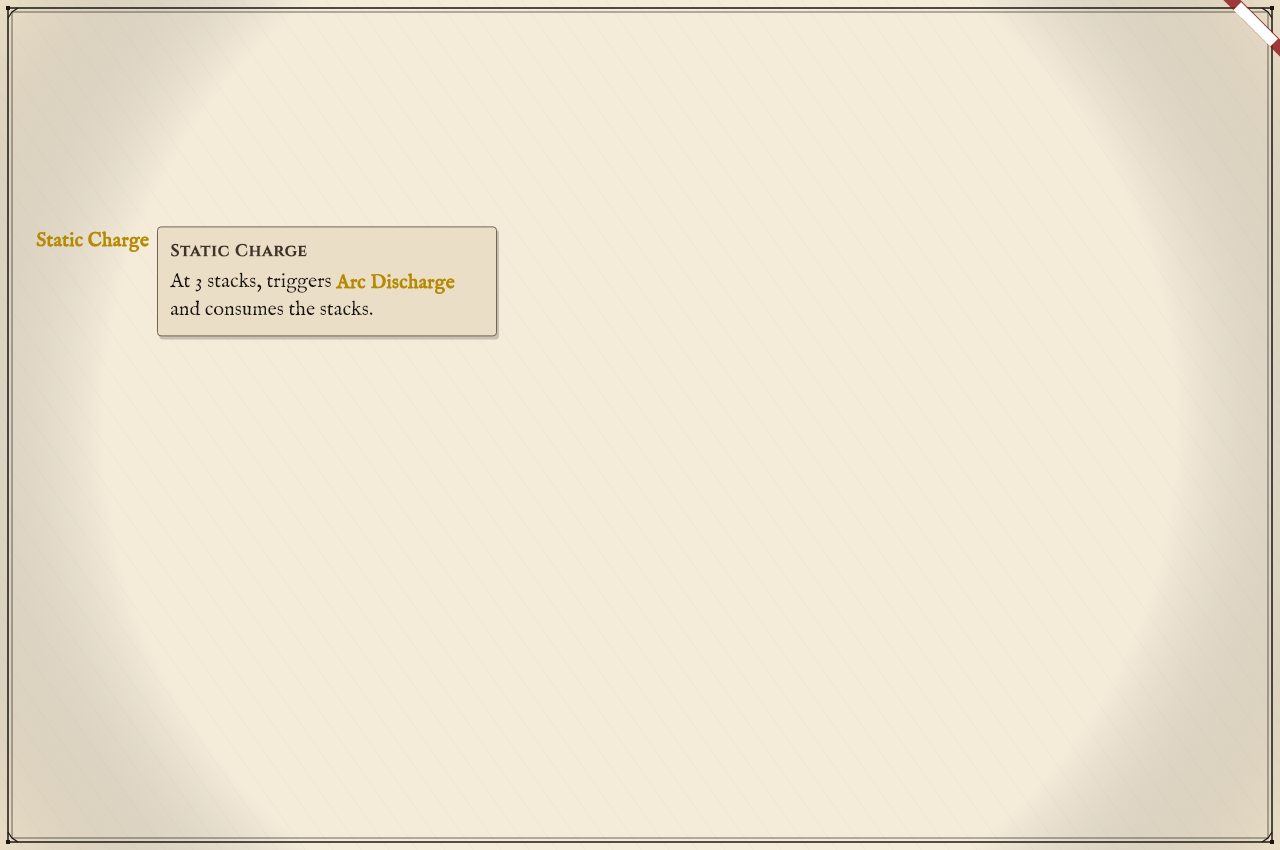 Static Charge
Static Charge
At 3 stacks, triggers Arc Discharge
and consumes the stacks.